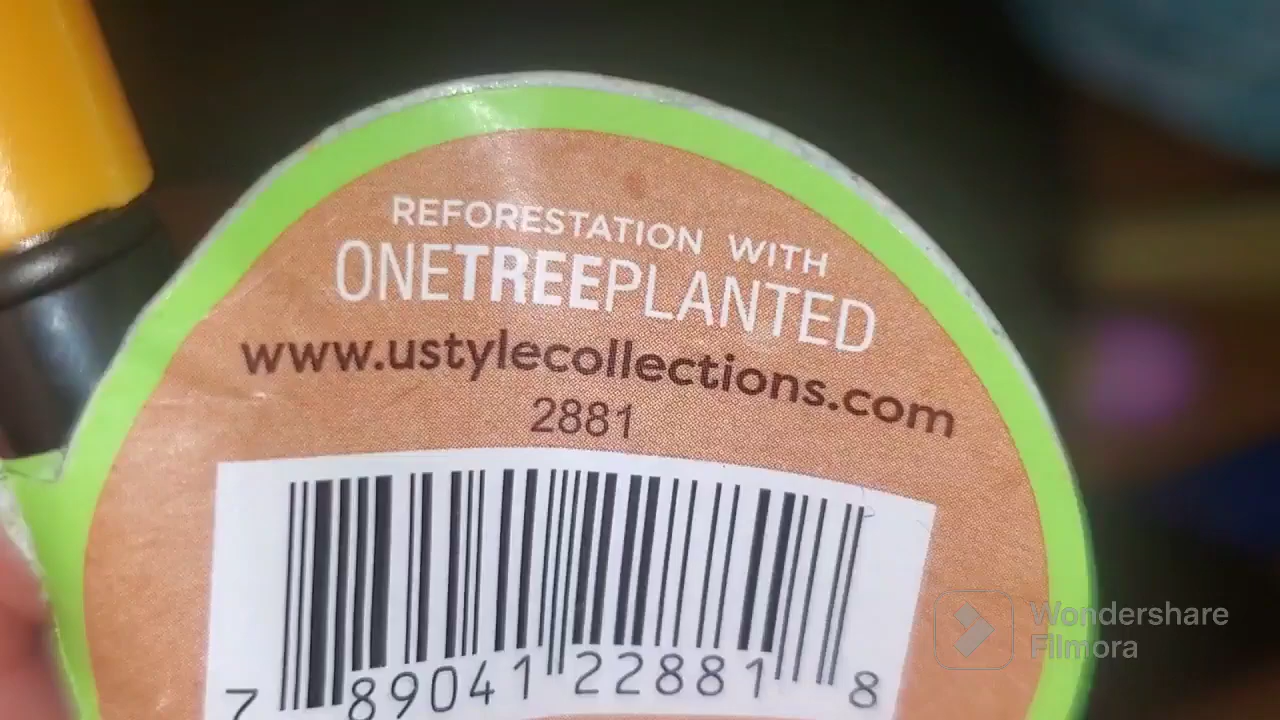 REFORESTATION WITH
ONETREEPLANTED
www.ustylecollections.com
2881
7 89041 22881 8
Wondershare
Filmora